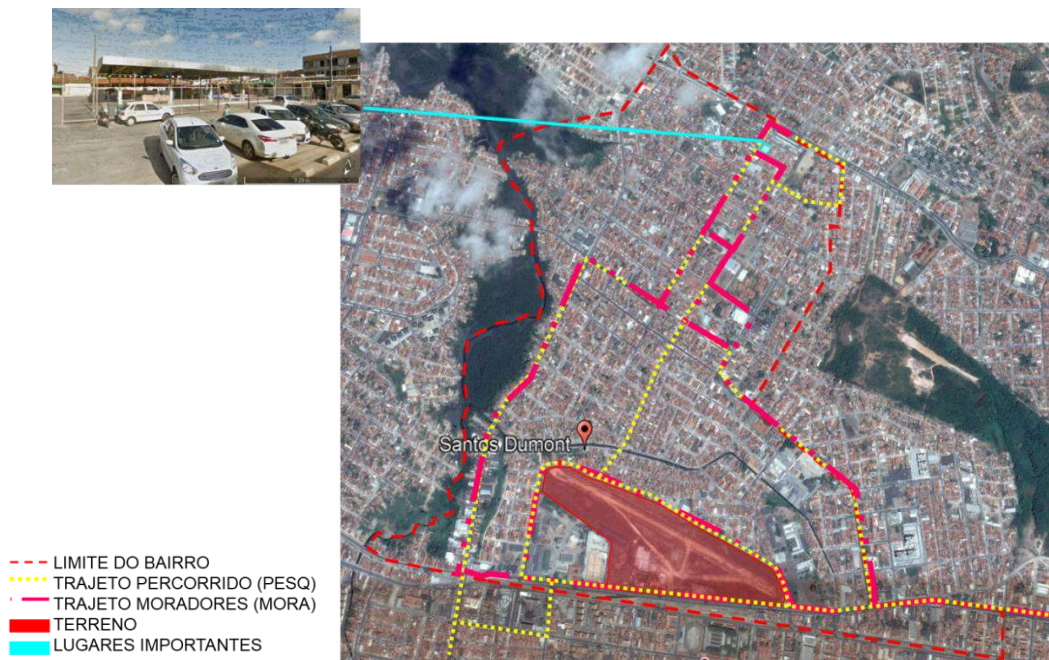 Santos Dumont
LIMITE DO BAIRRO
TRAJETO PERCORRIDO (PESQ)
TRAJETO MORADORES (MORA)
TERRENO
LUGARES IMPORTANTES